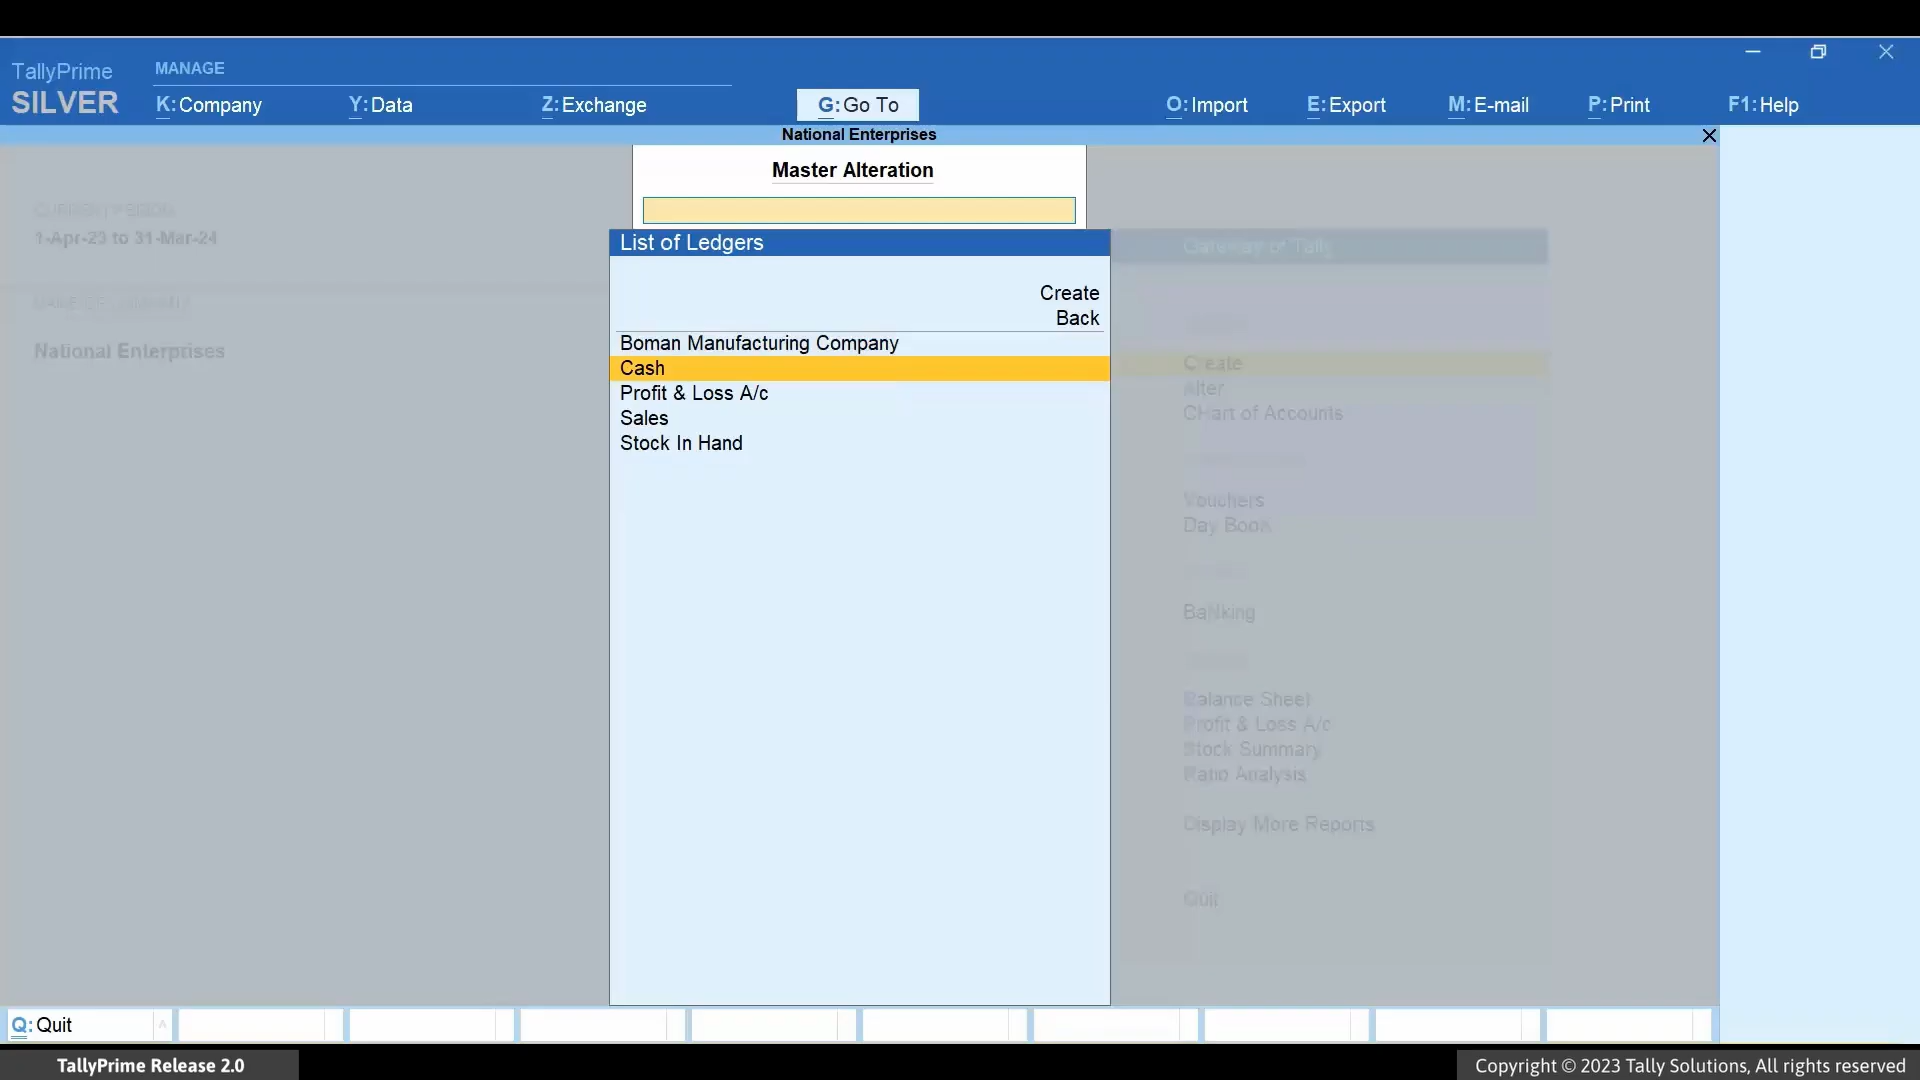 TallyPrime
SILVER
MANAGE
K:Company
Y:Data
Z:Exchange
G:Go To
O:Import
E:Export
M:E-mail
P:Print
F1:Help
National Enterprises
Master Alteration
1-Apr-23 to 31-Mar-24
National Enterprises
List of Ledgers
Create
Back
Boman Manufacturing Company
Cash
Profit & Loss A/c
Sales
Stock In Hand
Gateway of Tally
Create
Alter
CHart of Accounts
Vouchers
Day Book
BaNking
Balance Sheet
Profit & Loss A/c
Stock Summary
Ratio Analysis
Display More Reports
Quit
Q:Quit
TallyPrime Release 2.0
Copyright © 2023 Tally Solutions, All rights reserved